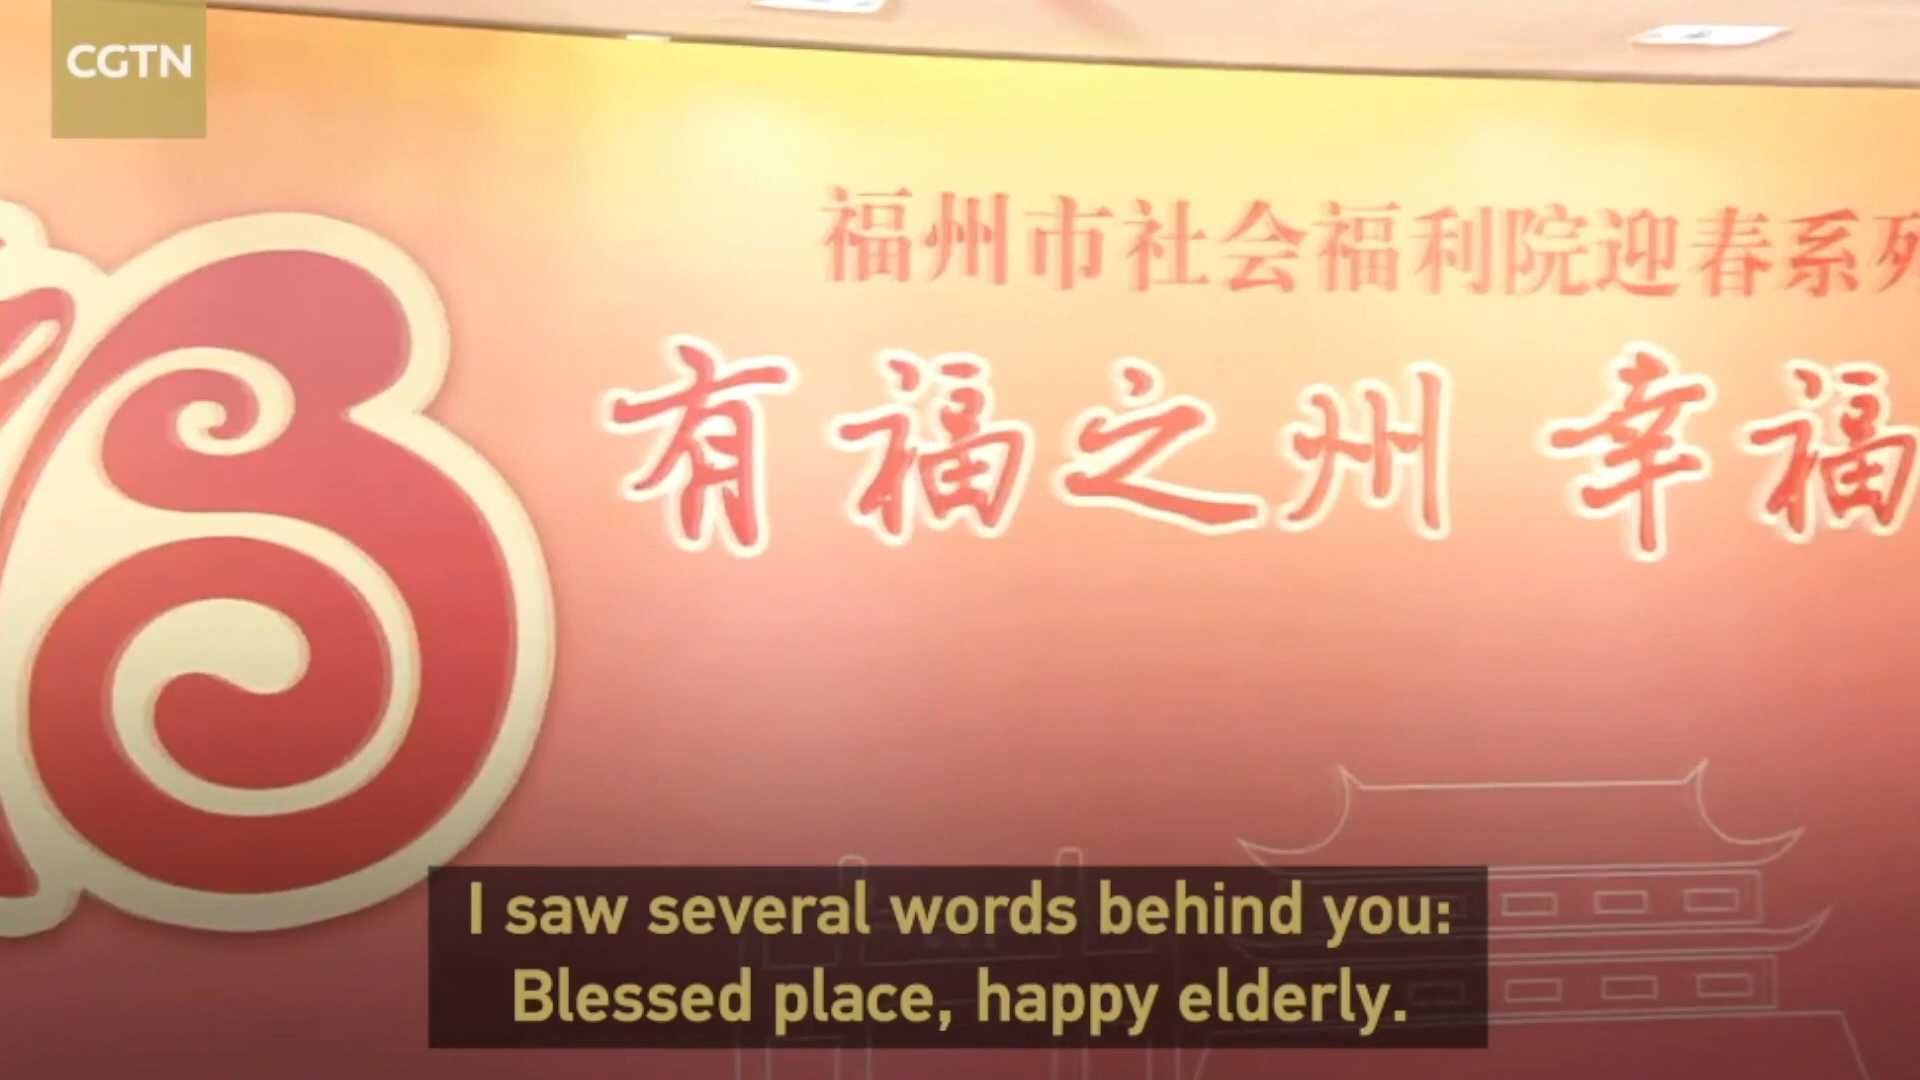 CGTN
福州市社会福利院迎春系列
有福之州 幸福
I saw several words behind you:
Blessed place, happy elderly.